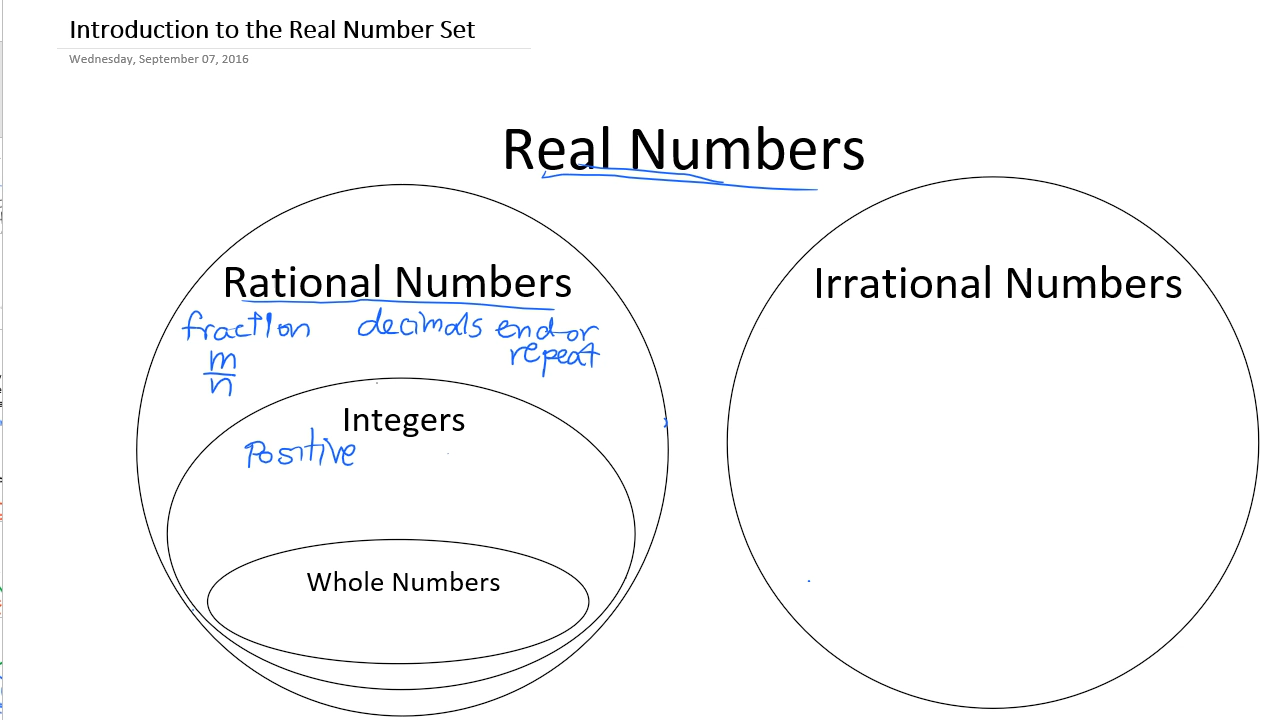 Introduction to the Real Number Set
Wednesday, September 07, 2016
Real Numbers
Rational Numbers
fraction decimals end or
repeat
m
n
Integers
Positive
Whole Numbers
Irrational Numbers